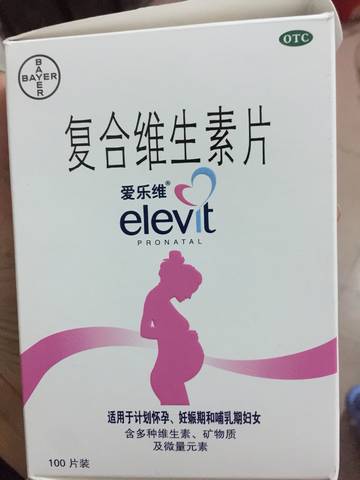 BAYER
BAYER
OTC
复合维生素片
爱乐维®
elevit
PRONATAL
适用于计划怀孕、妊娠期和哺乳期妇女
含多种维生素、矿物质
及微量元素
100 片装